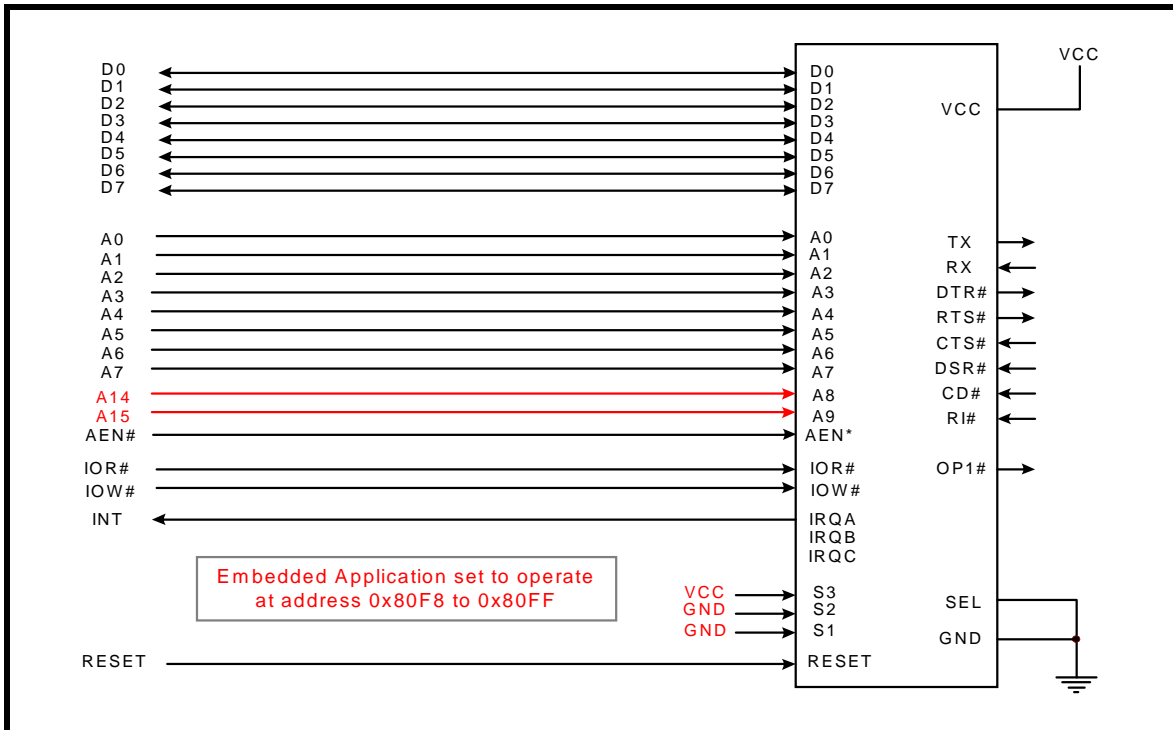 VCC
D0 D0
D1 D1
D2 D2 VCC
D3 D3
D4 D4
D5 D5
D6 D6
D7 D7
A0 A0 TX
A1 A1
A2 A2 RX
A3 A3 DTR#
A4 A4 RTS#
A5 A5 CTS#
A6 A6
A7 A7 DSR#
A14 A8 CD#
A15 A9 RI#
AEN# AEN*
IOR# IOR# OP1#
IOW# IOW#
INT IRQA
IRQB
IRQC
Embedded Application set to operate
at address 0x80F8 to 0x80FF
VCC S3 SEL
GND S2
GND S1 GND
RESET RESET